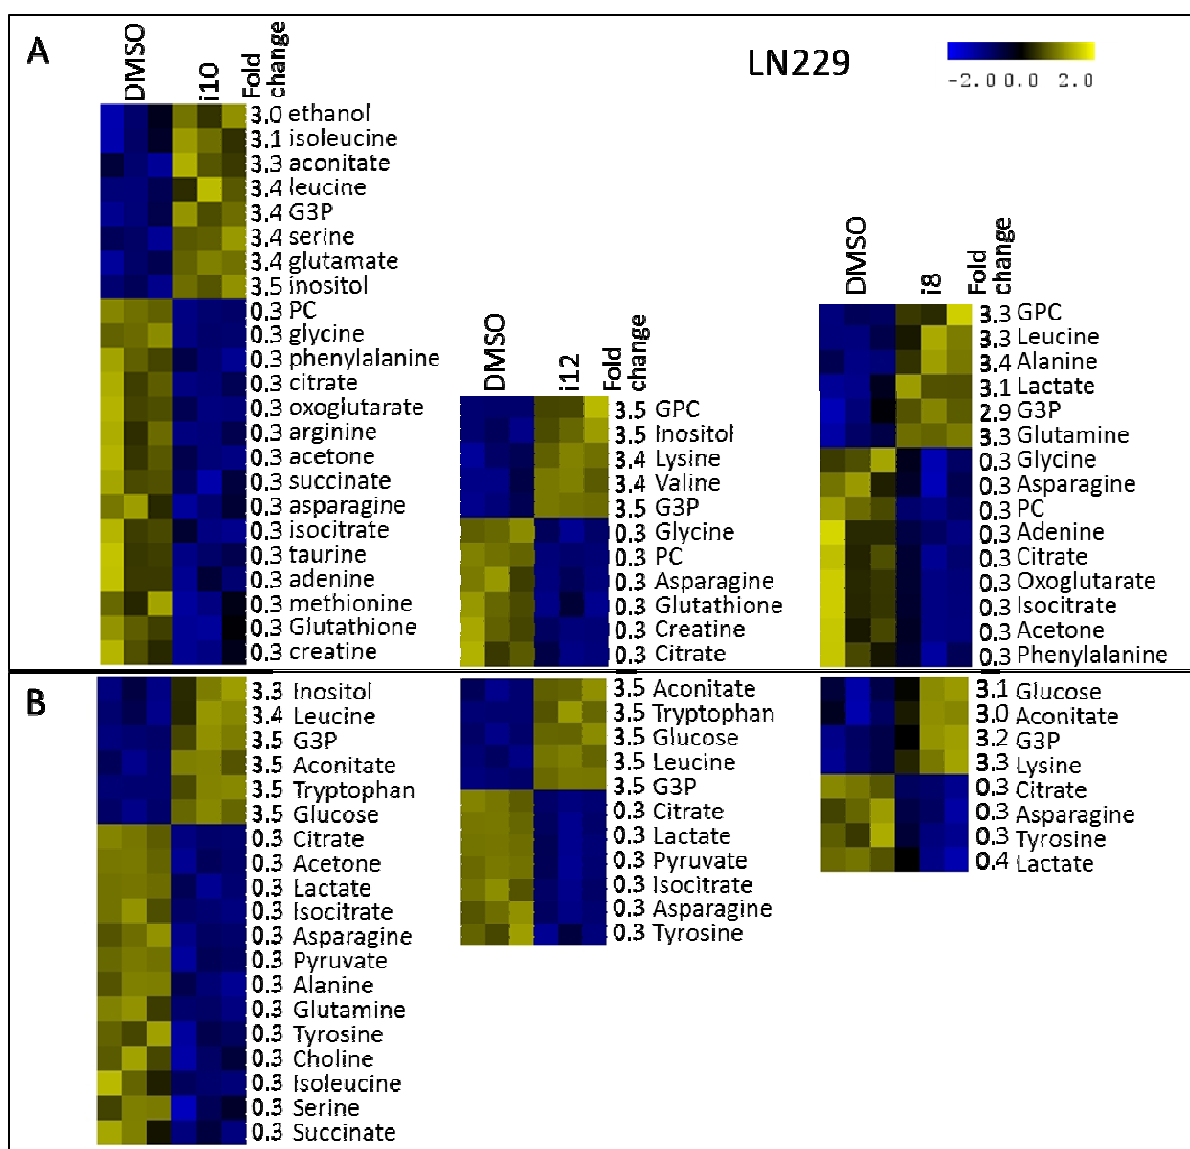 A
LN229
-2.0 0.0 2.0
DMSO
i10
Fold change
3.0 ethanol
3.1 isoleucine
3.3 aconitate
3.4 leucine
3.4 G3P
3.4 serine
3.4 glutamate
3.5 inositol
0.3 PC
0.3 glycine
0.3 phenylalanine
0.3 citrate
0.3 oxoglutarate
0.3 arginine
0.3 acetone
0.3 succinate
0.3 asparagine
0.3 isocitrate
0.3 taurine
0.3 adenine
0.3 methionine
0.3 Glutathione
0.3 creatine
DMSO
i12
Fold change
3.5 GPC
3.5 Inositol
3.4 Lysine
3.4 Valine
3.5 G3P
0.3 Glycine
0.3 PC
0.3 Asparagine
0.3 Glutathione
0.3 Creatine
0.3 Citrate
DMSO
i8
Fold change
3.3 GPC
3.3 Leucine
3.4 Alanine
3.1 Lactate
2.9 G3P
3.3 Glutamine
0.3 Glycine
0.3 Asparagine
0.3 PC
0.3 Adenine
0.3 Citrate
0.3 Oxoglutarate
0.3 Isocitrate
0.3 Acetone
0.3 Phenylalanine
B
3.3 Inositol
3.4 Leucine
3.5 G3P
3.5 Aconitate
3.5 Tryptophan
3.5 Glucose
0.3 Citrate
0.3 Acetone
0.3 Lactate
0.3 Isocitrate
0.3 Asparagine
0.3 Pyruvate
0.3 Alanine
0.3 Glutamine
0.3 Tyrosine
0.3 Choline
0.3 Isoleucine
0.3 Serine
0.3 Succinate
3.5 Aconitate
3.5 Tryptophan
3.5 Glucose
3.5 Leucine
3.5 G3P
0.3 Citrate
0.3 Lactate
0.3 Pyruvate
0.3 Isocitrate
0.3 Asparagine
0.3 Tyrosine
3.1 Glucose
3.0 Aconitate
3.2 G3P
3.3 Lysine
0.3 Citrate
0.3 Asparagine
0.3 Tyrosine
0.4 Lactate